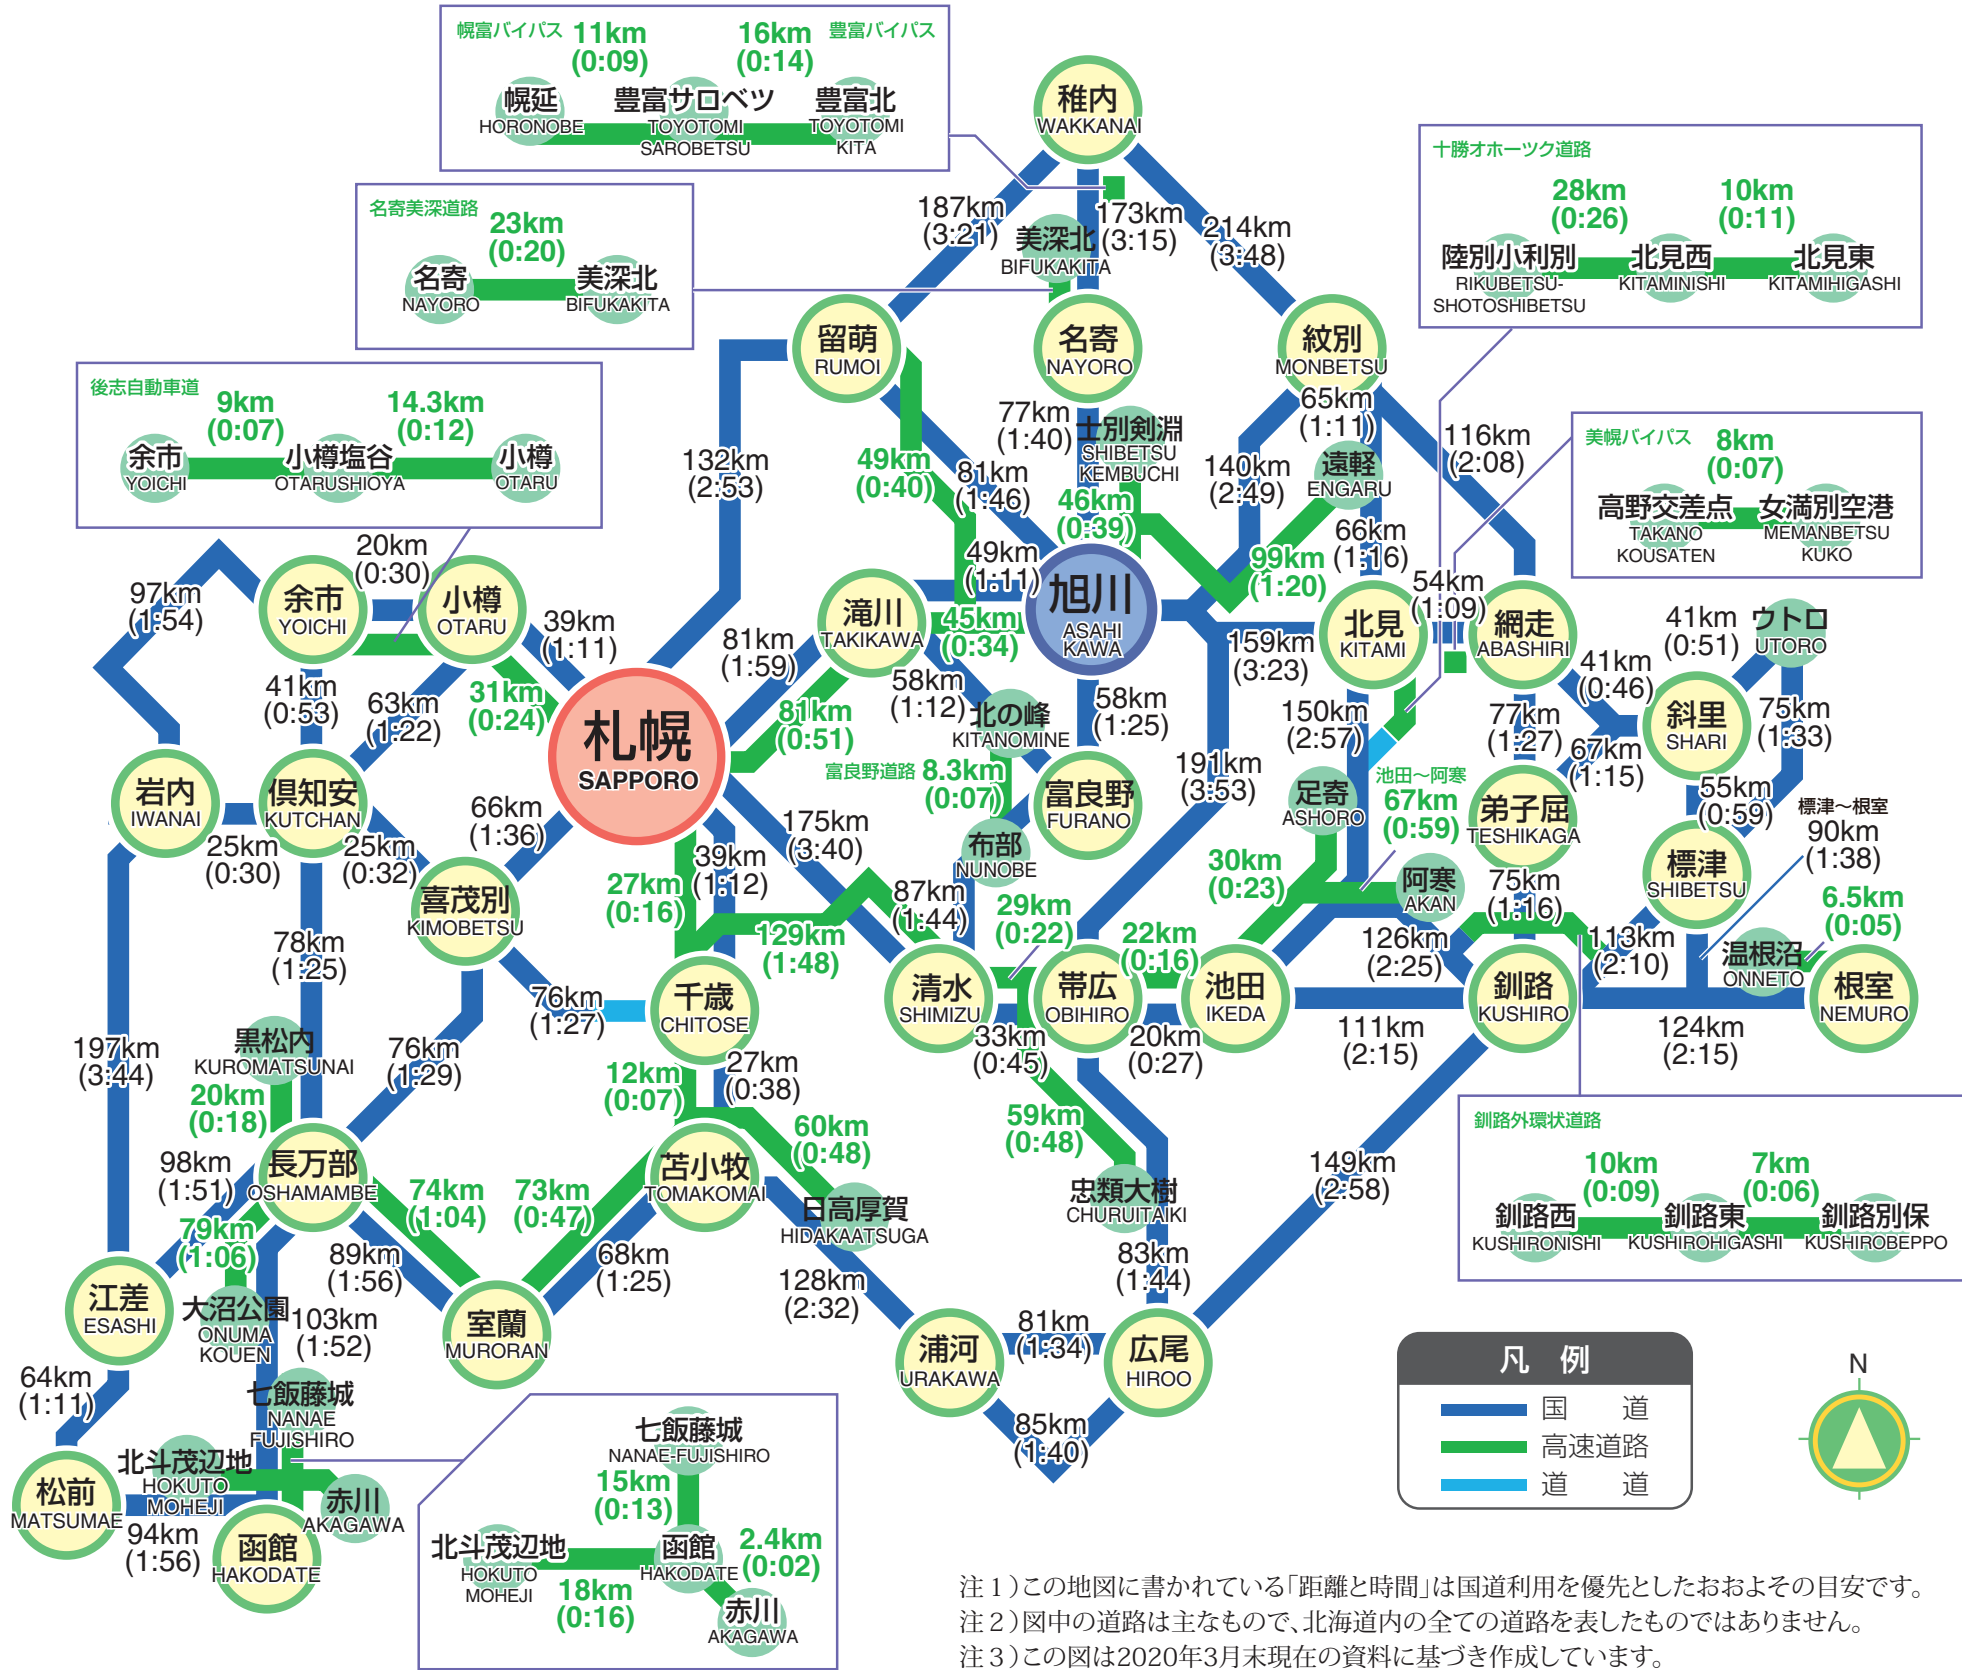 幌富バイパス 11km 16km 豊富バイパス
(0:09) (0:14)
幌延 豊富サロベツ 豊富北
HORONOBE TOYOTOMI TOYOTOMI
SAROBETSU KITA
稚内
WAKKANAI
十勝オホーツク道路
28km 10km
(0:26) (0:11)
陸別小利別 北見西 北見東
RIKUBETSU- KITAMINISHI KITAMIHIGASHI
SHOTOSHIBETSU
名寄美深道路 23km
(0:20)
名寄 美深北
NAYORO BIFUKAKITA
187km
(3:21)
173km
(3:15)
214km
(3:48)
美深北
BIFUKAKITA
留萌
RUMOI
名寄
NAYORO
紋別
MONBETSU
後志自動車道
9km 14.3km
(0:07) (0:12)
余市 小樽塩谷 小樽
YOICHI OTARUSHIOYA OTARU
132km
(2:53)
49km
(0:40)
81km
(1:46)
77km
(1:40)
士別剣淵
SHIBETSU
KEMBUCHI
46km
(0:39)
65km
(1:11)
140km
(2:49)
遠軽
ENGARU
116km
(2:08)
美幌バイパス 8km
(0:07)
高野交差点 女満別空港
TAKANO MEMANBETSU
KOUSATEN KUKO
97km
(1:54)
20km
(0:30)
余市
YOICHI
小樽
OTARU
39km
(1:11)
49km
(1:11)
99km
(1:20)
66km
(1:16)
54km
(1:09)
滝川
TAKIKAWA
45km
(0:34)
旭川
ASAHI
KAWA
159km
(3:23)
北見
KITAMI
網走
ABASHIRI
41km
(0:51)
ウトロ
UTORO
41km
(0:46)
81km
(1:59)
41km
(0:53)
63km
(1:22)
31km
(0:24)
札幌
SAPPORO
81km
(0:51)
58km
(1:12)
北の峰
KITANOMINE
58km
(1:25)
150km
(2:57)
77km
(1:27)
67km
(1:15)
斜里
SHARI
75km
(1:33)
岩内
IWANAI
倶知安
KUTCHAN
25km
(0:30)
25km
(0:32)
66km
(1:36)
富良野道路 8.3km
(0:07)
富良野
FURANO
191km
(3:53)
足寄
ASHORO
池田～阿寒
67km
(0:59)
弟子屈
TESHIKAGA
55km
(0:59)
標津～根室
90km
(1:38)
175km
(3:40)
布部
NUNOBE
39km
(1:12)
27km
(0:16)
喜茂別
KIMOBETSU
87km
(1:44)
30km
(0:23)
阿寒
AKAN
75km
(1:16)
標津
SHIBETSU
6.5km
(0:05)
78km
(1:25)
129km
(1:48)
29km
(0:22)
22km
(0:16)
126km
(2:25)
113km
(2:10)
温根沼
ONNETO
76km
(1:27)
千歳
CHITOSE
清水
SHIMIZU
帯広
OBIHIRO
池田
IKEDA
釧路
KUSHIRO
根室
NEMURO
197km
(3:44)
黒松内
KUROMATSUNAI
76km
(1:29)
33km
(0:45)
20km
(0:27)
111km
(2:15)
124km
(2:15)
20km
(0:18)
12km
(0:07)
27km
(0:38)
60km
(0:48)
59km
(0:48)
釧路外環状道路
10km 7km
(0:09) (0:06)
釧路西 釧路東 釧路別保
KUSHIRONISHI KUSHIROHIGASHI KUSHIROBEPPO
98km
(1:51)
長万部
OSHAMAMBE
74km
(1:04)
73km
(0:47)
苫小牧
TOMAKOMAI
日高厚賀
HIDAKAATSUGA
忠類大樹
CHURUITAIKI
149km
(2:58)
79km
(1:06)
89km
(1:56)
68km
(1:25)
128km
(2:32)
83km
(1:44)
江差
ESASHI
大沼公園
ONUMA
KOUEN
103km
(1:52)
室蘭
MURORAN
浦河
URAKAWA
81km
(1:34)
広尾
HIROO
85km
(1:40)
64km
(1:11)
七飯藤城
NANAE
FUJISHIRO
北斗茂辺地
HOKUTO
MOHEJI
赤川
AKAGAWA
松前
MATSUMAE
94km
(1:56)
函館
HAKODATE
七飯藤城
NANAE-FUJISHIRO
15km
(0:13)
北斗茂辺地
HOKUTO
MOHEJI
函館
HAKODATE
2.4km
(0:02)
18km
(0:16)
赤川
AKAGAWA
凡 例
国 道
高速道路
道 道
N
注1)この地図に書かれている「距離と時間」は国道利用を優先としたおおよその目安です。
注2)図中の道路は主なもので、北海道内の全ての道路を表したものではありません。
注3)この図は2020年3月末現在の資料に基づき作成しています。